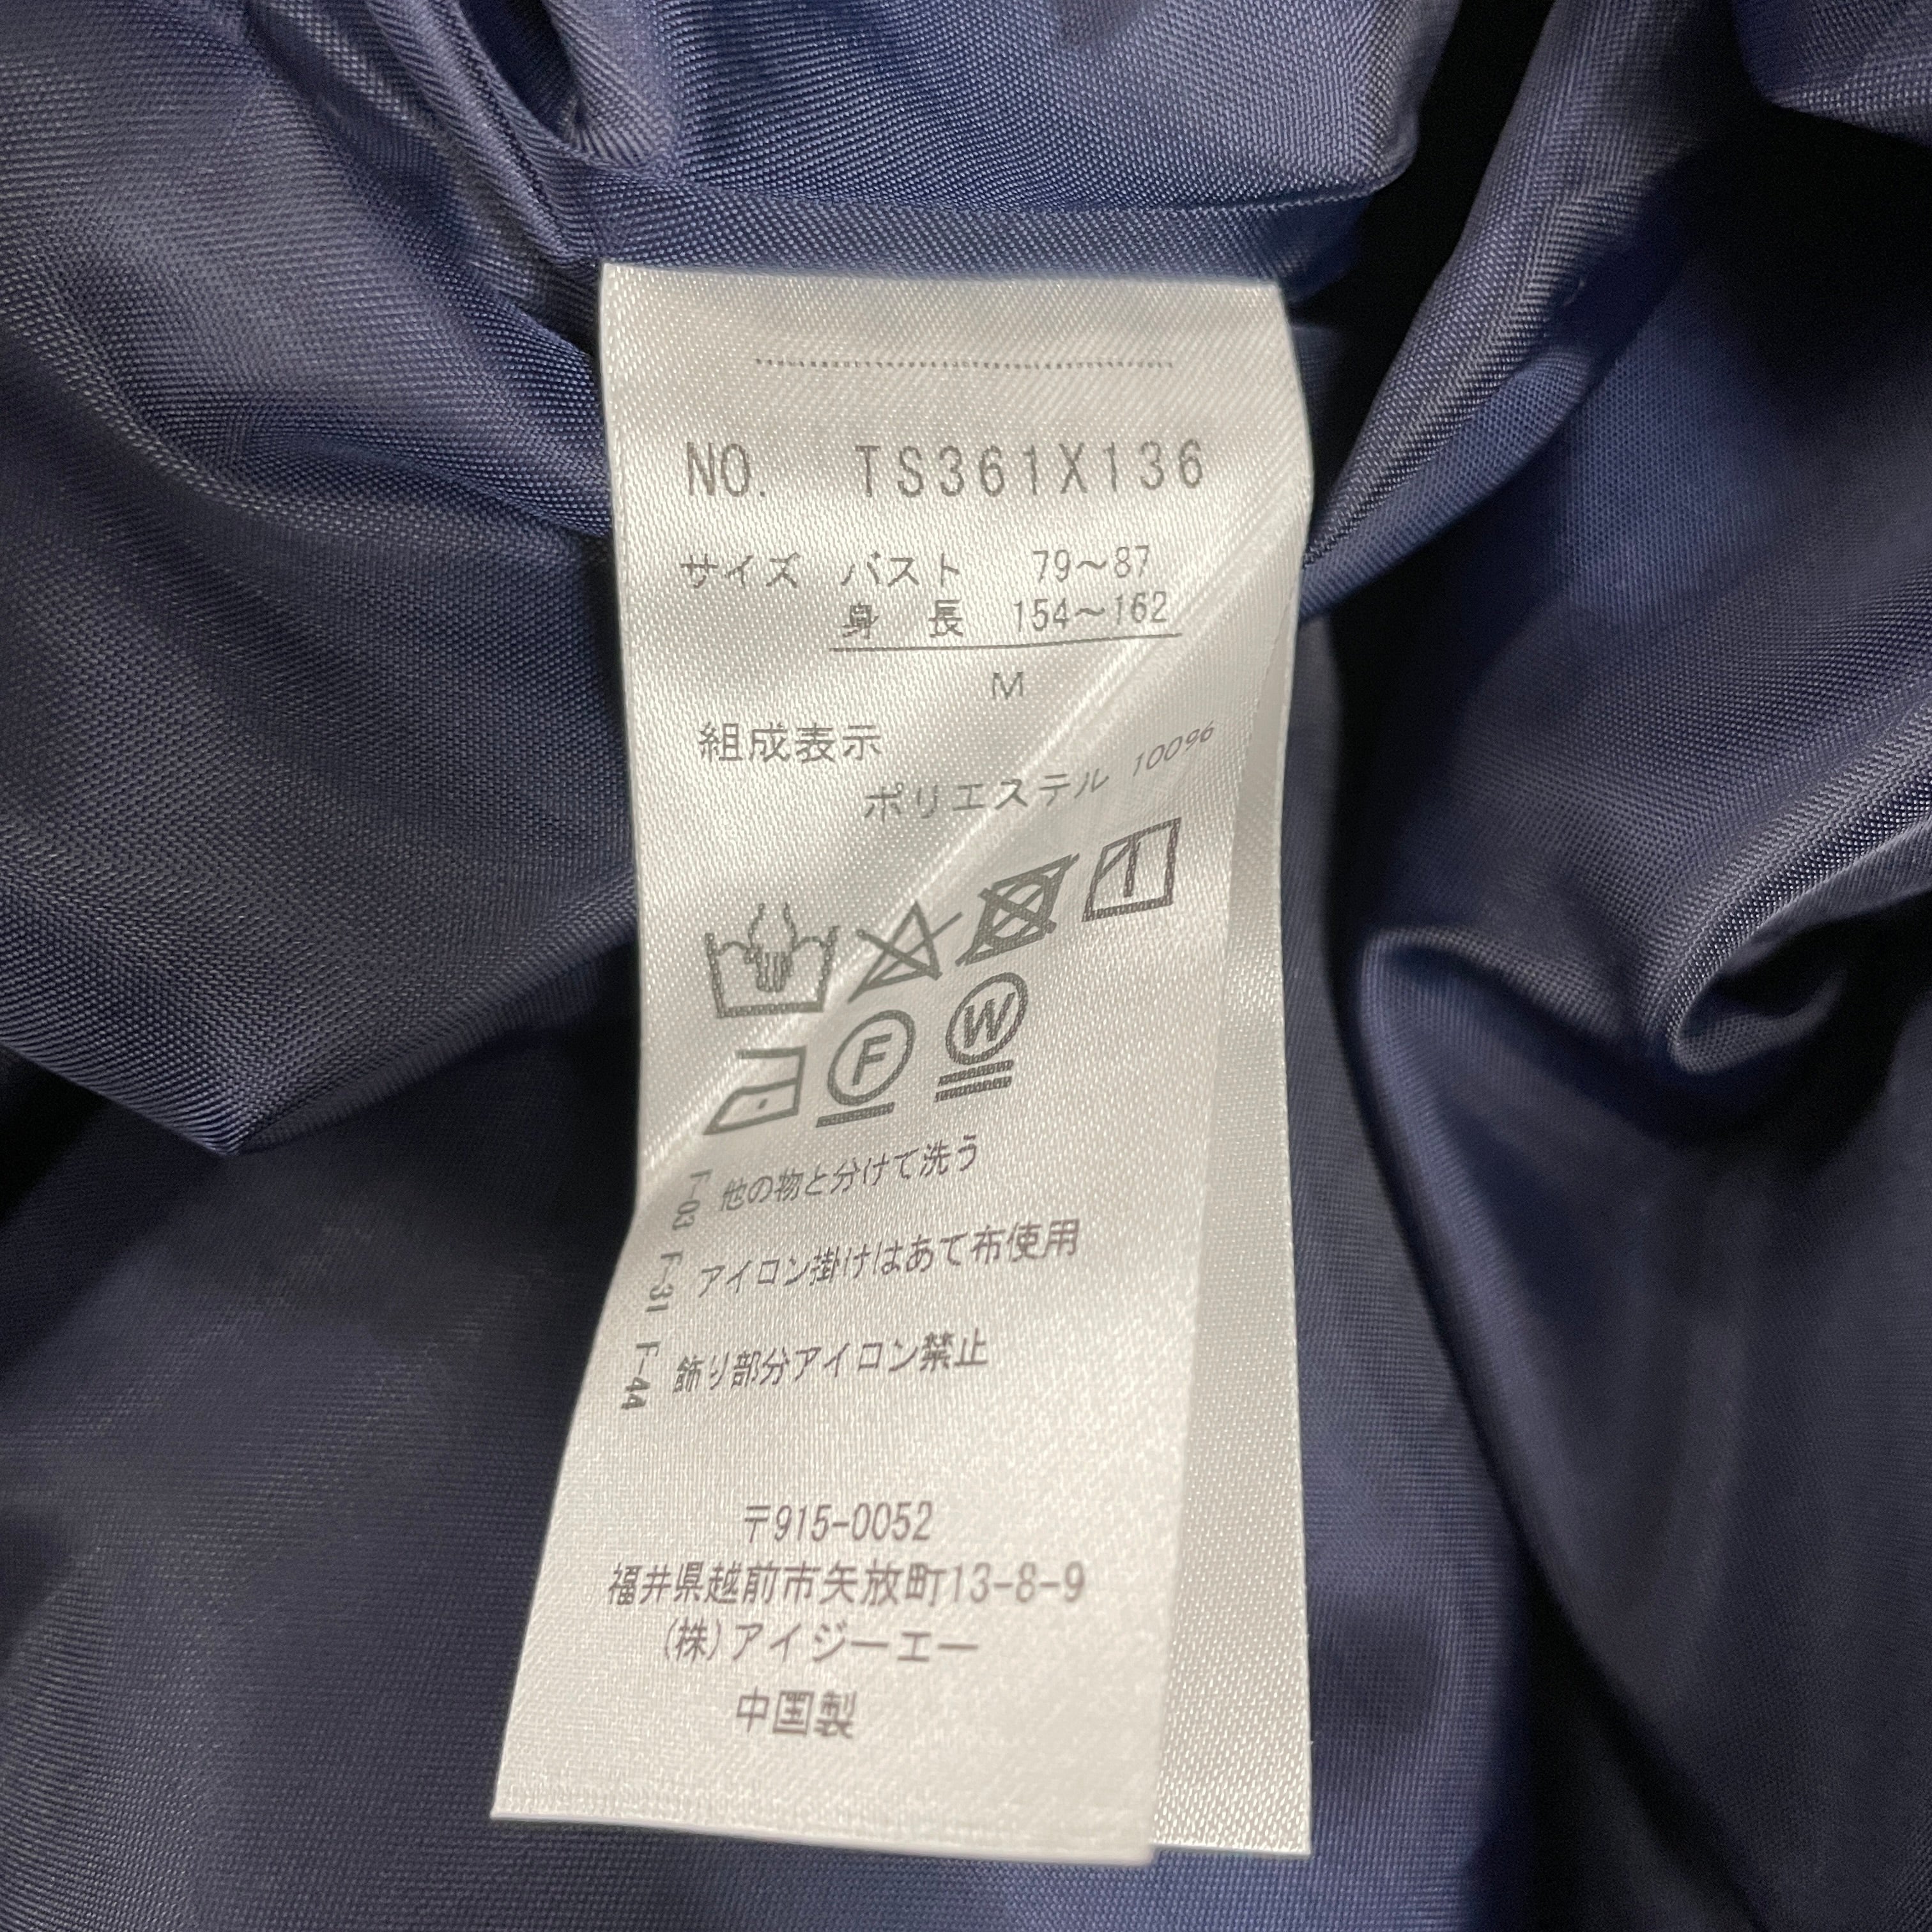 NO. TS361X136
サイズ バスト 79〜87
身 長 154〜162
M
組成表示
ポリエステル 100%
F
W
F-03 他の物と分けて洗う
F-31 アイロン掛けはあて布使用
F-44 飾り部分アイロン禁止
〒915-0052
福井県越前市矢放町13-8-9
(株)アイジーエー
中国製